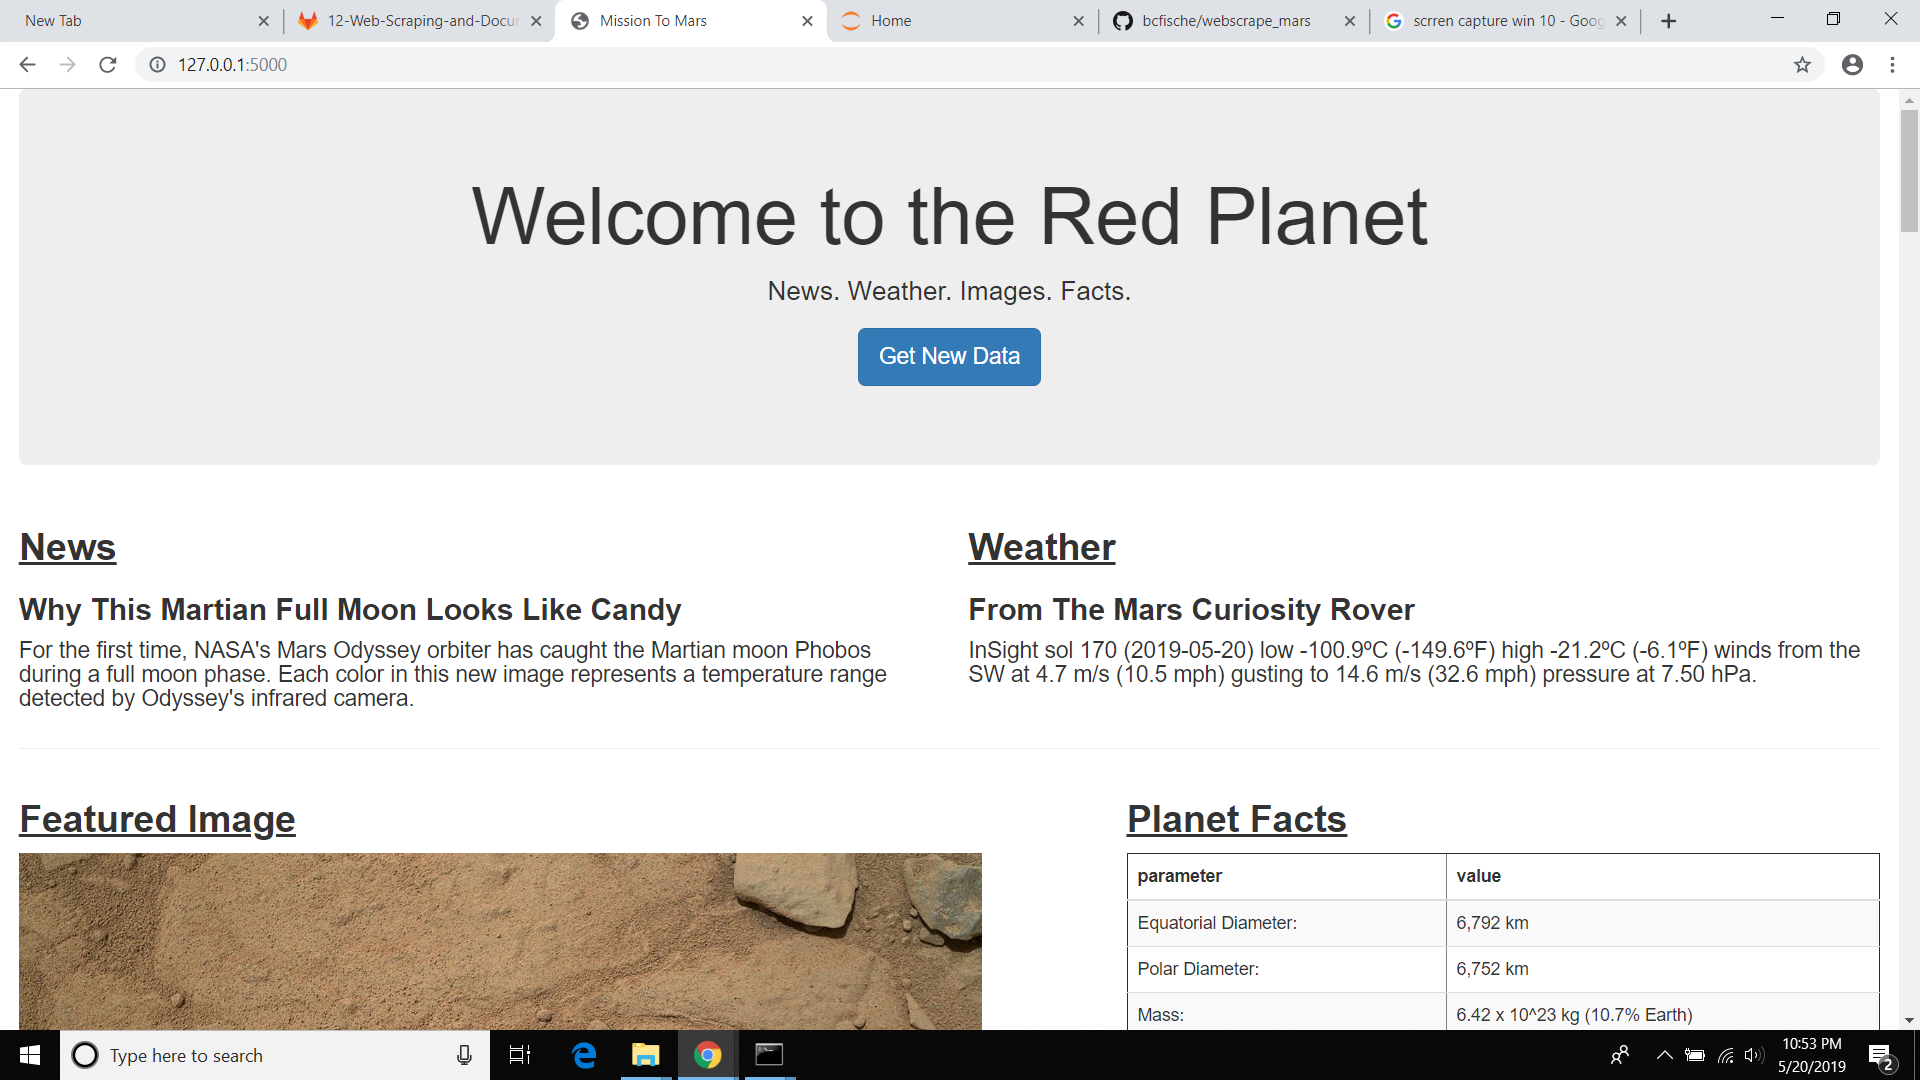 New Tab
12-Web-Scraping-and-Docur
Mission To Mars
Home
bcfische/webscrape_mars
scrren capture win 10 - Goog
127.0.0.1:5000
Welcome to the Red Planet
News. Weather. Images. Facts.
Get New Data
News
Why This Martian Full Moon Looks Like Candy
For the first time, NASA's Mars Odyssey orbiter has caught the Martian moon Phobos
during a full moon phase. Each color in this new image represents a temperature range
detected by Odyssey's infrared camera.
Weather
From The Mars Curiosity Rover
InSight sol 170 (2019-05-20) low -100.9ºC (-149.6ºF) high -21.2ºC (-6.1ºF) winds from the
SW at 4.7 m/s (10.5 mph) gusting to 14.6 m/s (32.6 mph) pressure at 7.50 hPa.
Featured Image
Planet Facts
parameter value
Equatorial Diameter: 6,792 km
Polar Diameter: 6,752 km
Mass: 6.42 x 10^23 kg (10.7% Earth)
Type here to search
10:53 PM
5/20/2019
2